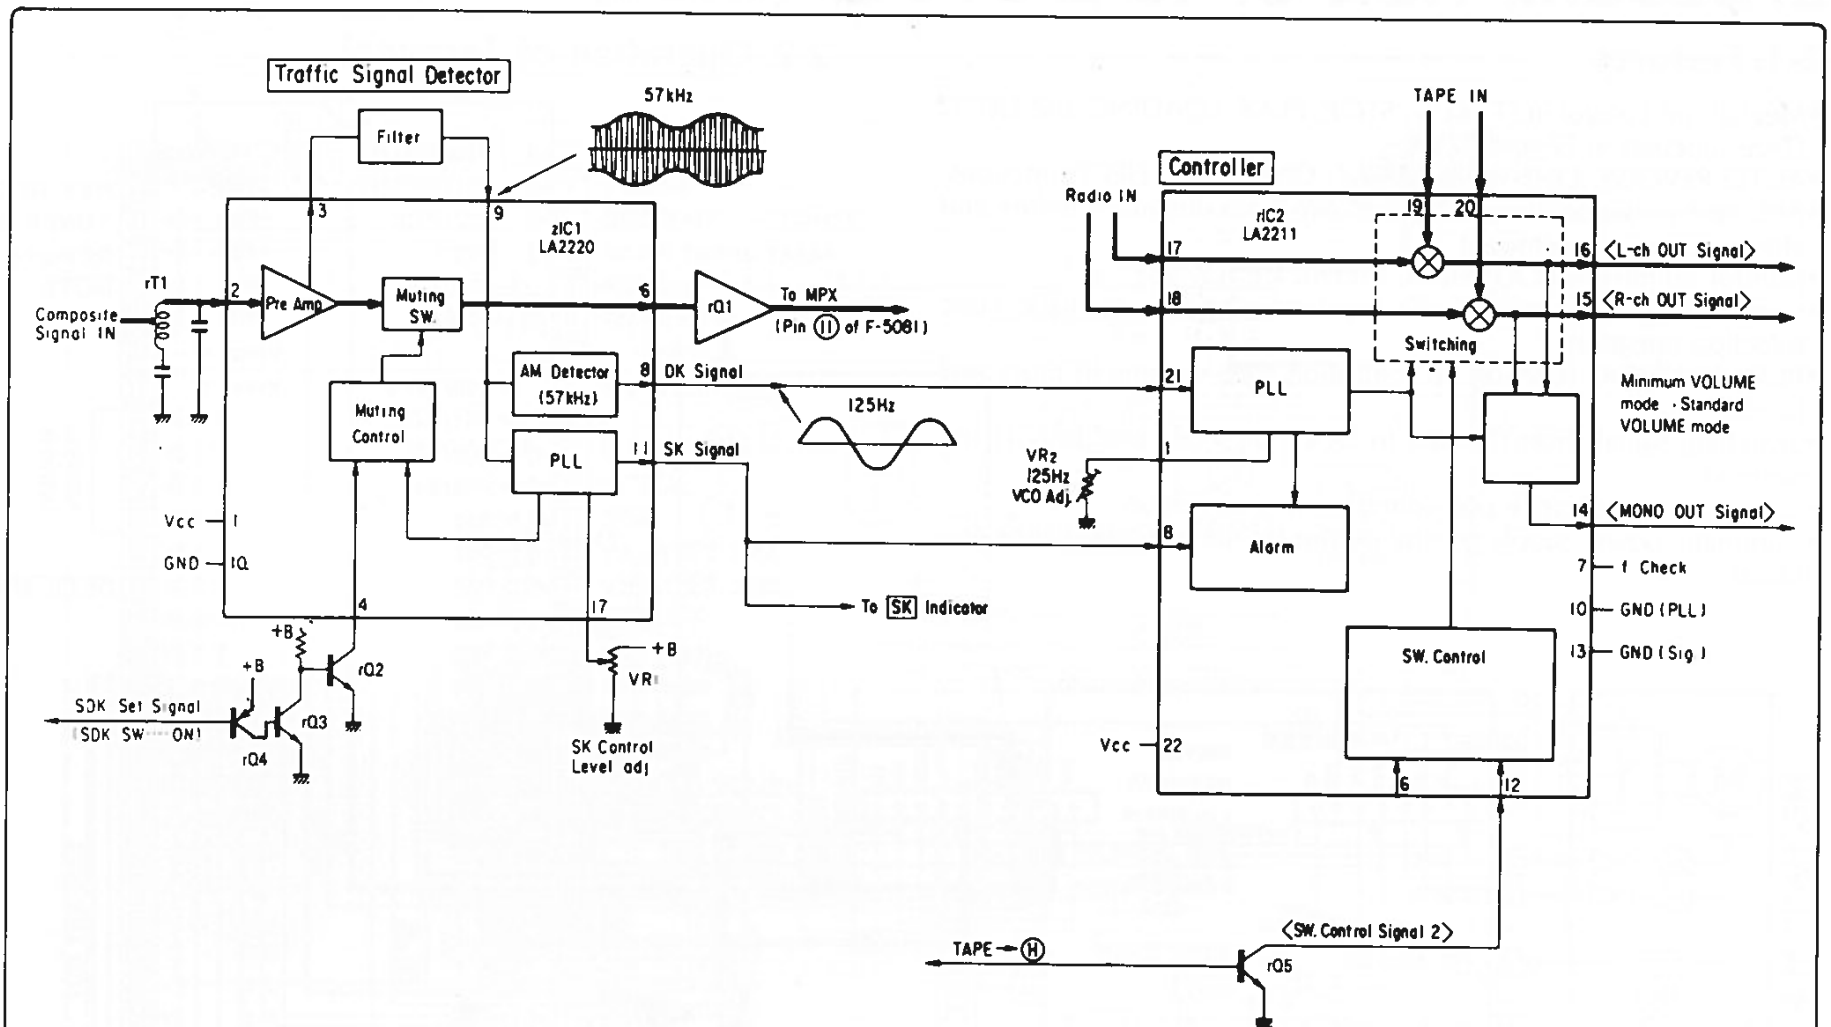 Traffic Signal Detector
57kHz
TAPE IN
Filter
Controller
Radio IN
3
9
zIC1
LA2220
19
20
rIC2
LA2211
17
16
<L-ch OUT Signal>
rT1
2
Pre Amp
Muting
SW.
6
rQ1
To MPX
(Pin 11 of F-5081)
18
15
<R-ch OUT Signal>
Composite
Signal IN
Switching
AM Detector
(57kHz)
8
DK Signal
21
PLL
Minimum VOLUME
mode · Standard
VOLUME mode
125Hz
Muting
Control
PLL
11
SK Signal
1
VR2
125Hz
VCO Adj.
14
<MONO OUT Signal>
Vcc
1
8
Alarm
GND
10
7
f Check
4
17
To SK Indicator
10
GND (PLL)
+B
+B
SW. Control
13
GND (Sig)
+B
rQ2
VR1
SDK Set Signal
(SDK SW ON)
rQ3
rQ4
SK Control
Level adj
Vcc
22
6
12
<SW. Control Signal 2>
TAPE → H
rQ5